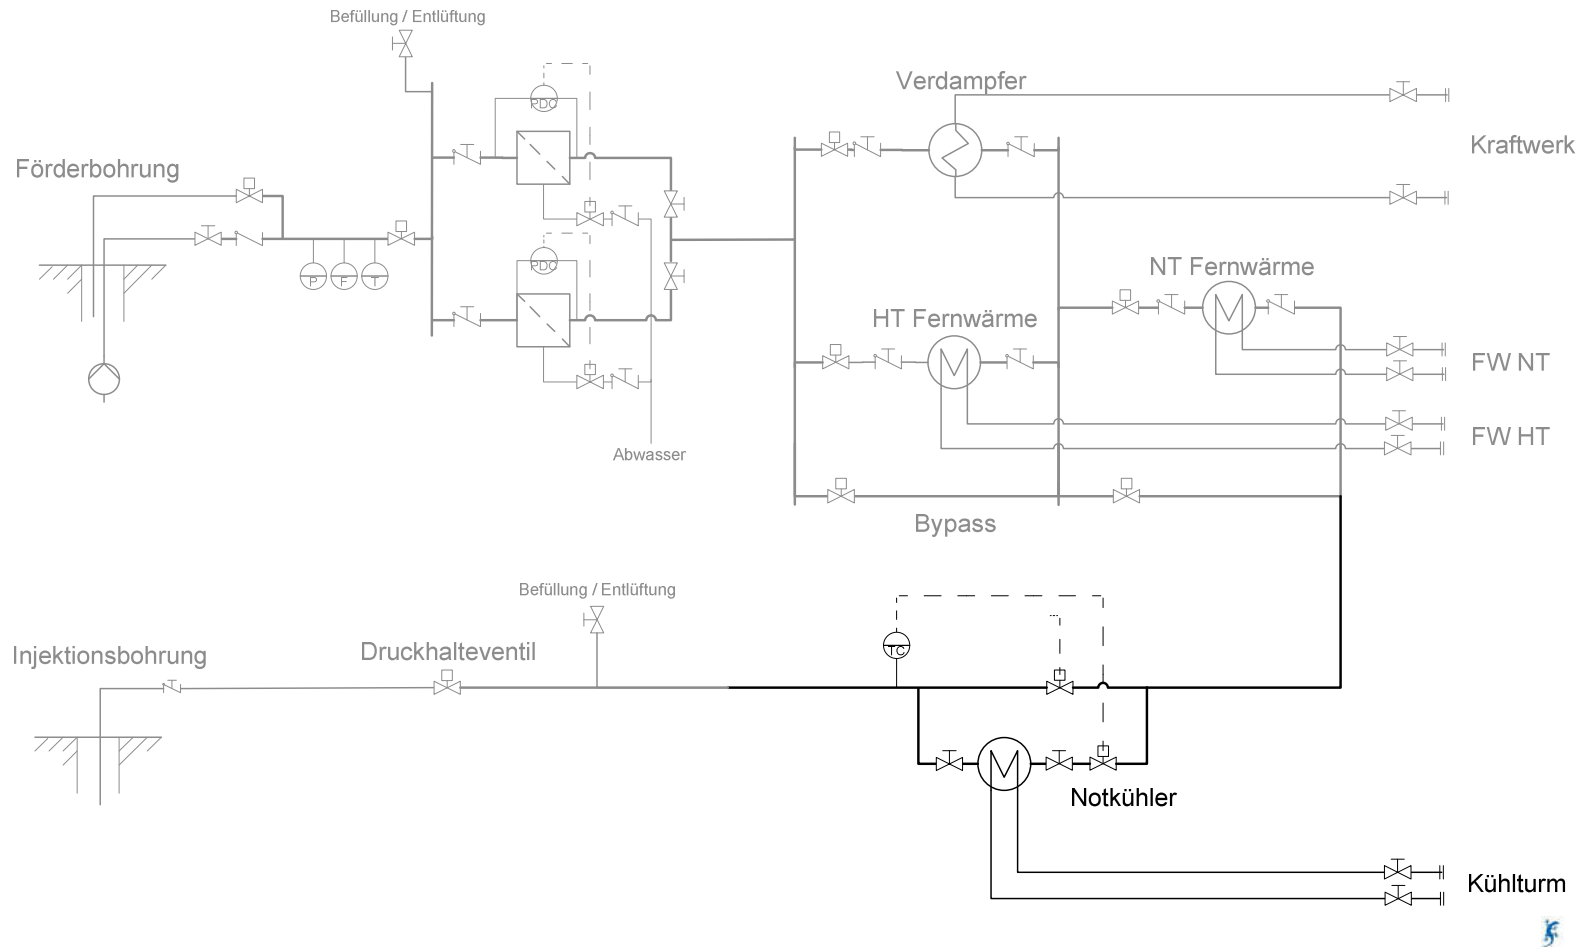 Befüllung / Entlüftung
Verdampfer
PDC
Kraftwerk
Förderbohrung
NT Fernwärme
PDC
P
F
T
HT Fernwärme
FW NT
FW HT
Abwasser
Bypass
Befüllung / Entlüftung
Injektionsbohrung
Druckhalteventil
TC
Notkühler
Kühlturm